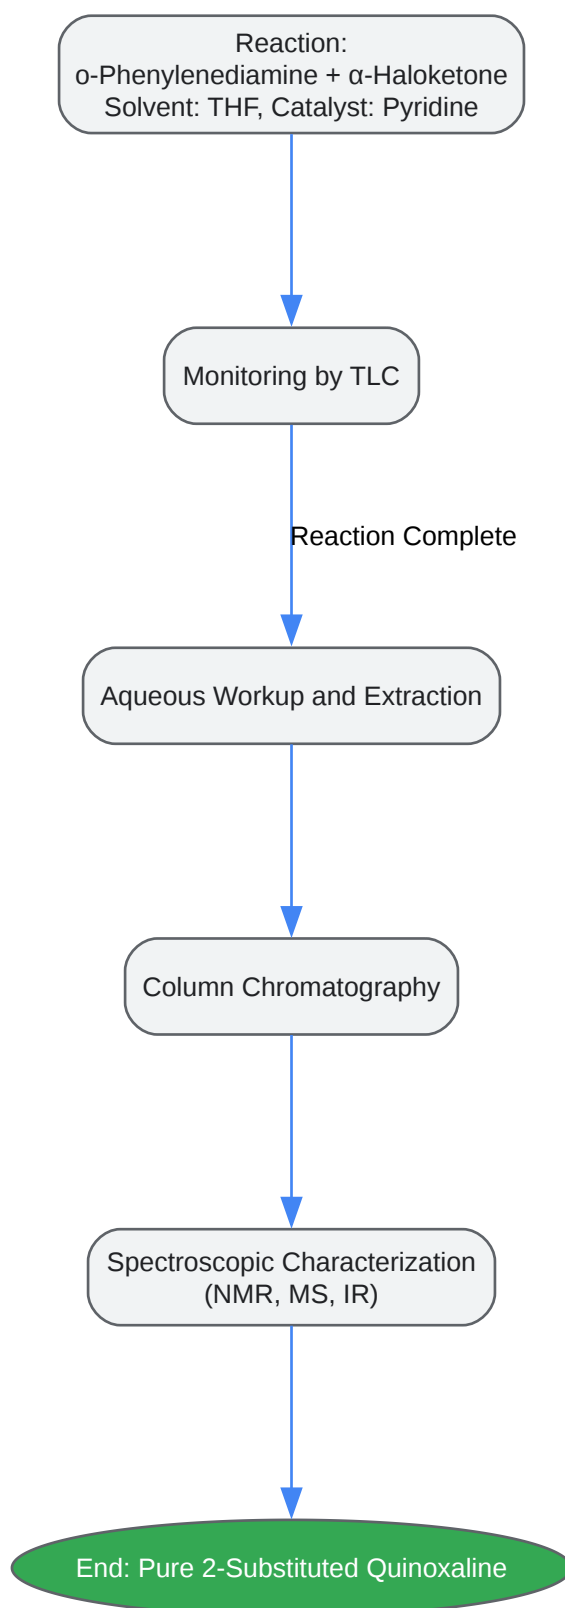 Reaction:
o-Phenylenediamine + α-Haloketone
Solvent: THF, Catalyst: Pyridine
Monitoring by TLC
Reaction Complete
Aqueous Workup and Extraction
Column Chromatography
Spectroscopic Characterization
(NMR, MS, IR)
End: Pure 2-Substituted Quinoxaline